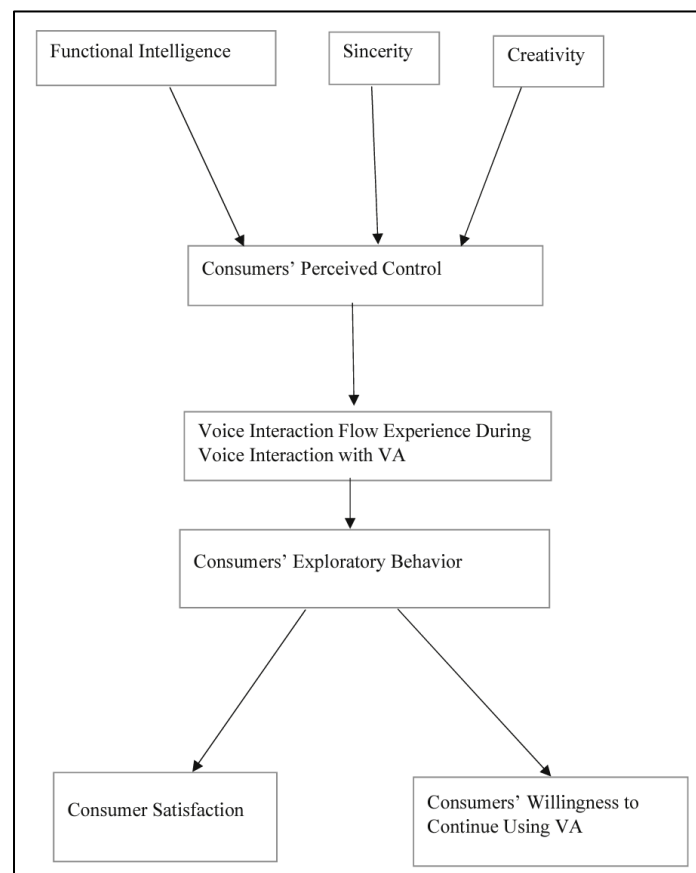 Functional Intelligence
Sincerity
Creativity
Consumers’ Perceived Control
Voice Interaction Flow Experience During
Voice Interaction with VA
Consumers’ Exploratory Behavior
Consumer Satisfaction
Consumers’ Willingness to
Continue Using VA